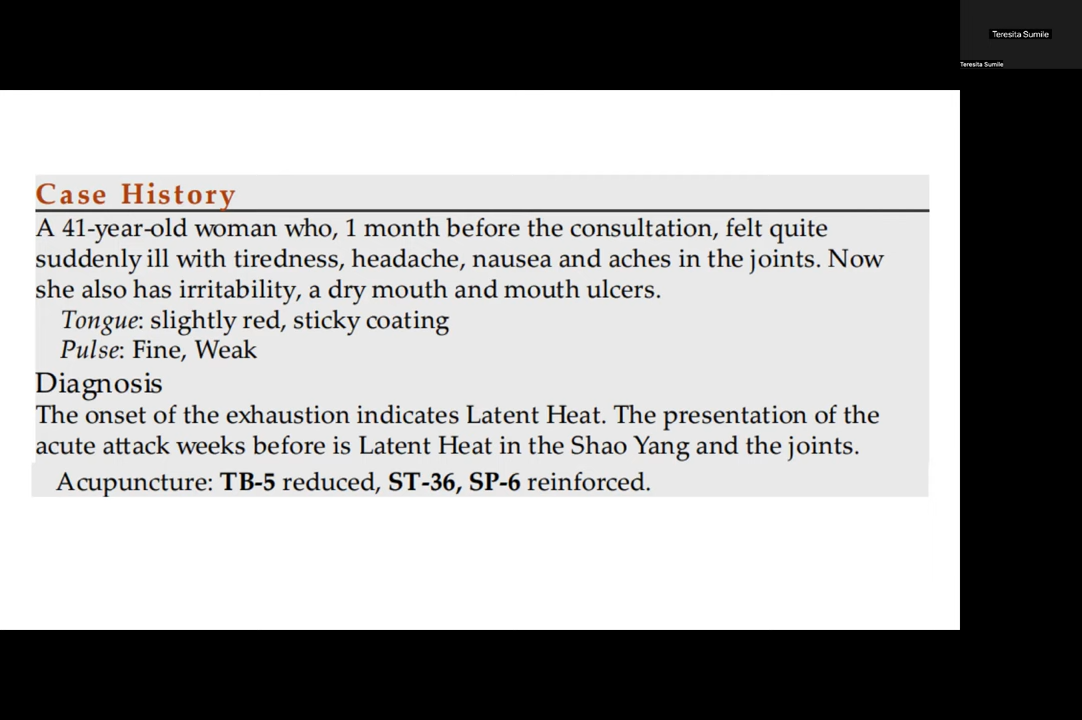 Teresita Sumile
Teresita Sumile
Case History
A 41-year-old woman who, 1 month before the consultation, felt quite
suddenly ill with tiredness, headache, nausea and aches in the joints. Now
she also has irritability, a dry mouth and mouth ulcers.
Tongue: slightly red, sticky coating
Pulse: Fine, Weak
Diagnosis
The onset of the exhaustion indicates Latent Heat. The presentation of the
acute attack weeks before is Latent Heat in the Shao Yang and the joints.
Acupuncture: TB-5 reduced, ST-36, SP-6 reinforced.